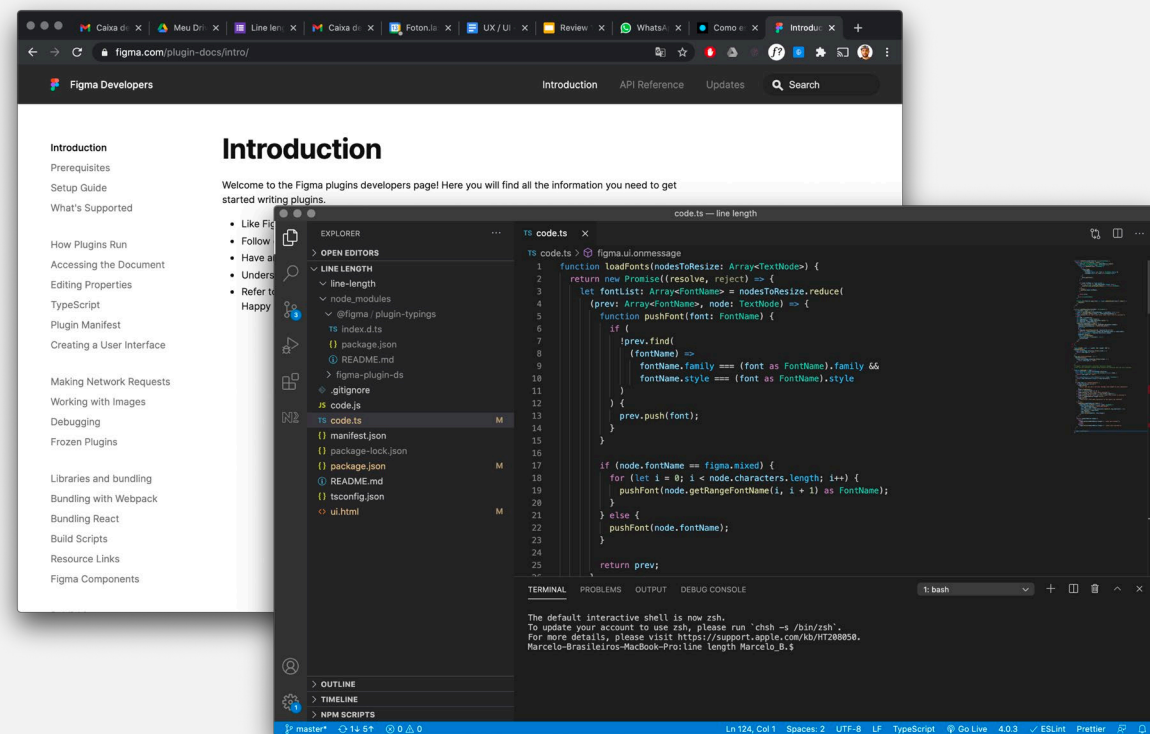 Caixa de
Meu Driv
Line len
Caixa de
Foton.la
UX / UI
Review
WhatsA
Como e
Introduc
figma.com/plugin-docs/intro/
Figma Developers
Introduction
API Reference
Updates
Search
Introduction
Prerequisites
Setup Guide
What's Supported
How Plugins Run
Accessing the Document
Editing Properties
TypeScript
Plugin Manifest
Creating a User Interface
Making Network Requests
Working with Images
Debugging
Frozen Plugins
Libraries and bundling
Bundling with Webpack
Bundling React
Build Scripts
Resource Links
Figma Components
Introduction
Welcome to the Figma plugins developers page! Here you will find all the information you need to get
started writing plugins.
• Like Fig
• Follow
• Have a
• Unders
• Refer to
Happy
code.ts — line length
EXPLORER
OPEN EDITORS
LINE LENGTH
line-length
node_modules
@figma / plugin-typings
TS index.d.ts
{} package.json
README.md
figma-plugin-ds
.gitignore
JS code.js
TS code.ts M
{} manifest.json
{} package-lock.json
{} package.json M
README.md
{} tsconfig.json
<> ui.html M
OUTLINE
TIMELINE
NPM SCRIPTS
3
1
TS code.ts ×
TS code.ts > figma.ui.onmessage
1 function loadFonts(nodesToResize: Array<TextNode>) {
2 return new Promise((resolve, reject) => {
3 let fontList: Array<FontName> = nodesToResize.reduce(
4 (prev: Array<FontName>, node: TextNode) => {
5 function pushFont(font: FontName) {
6 if (
7 !prev.find(
8 (fontName) =>
9 fontName.family === (font as FontName).family &&
10 fontName.style === (font as FontName).style
11 )
12 ) {
13 prev.push(font);
14 }
15 }
16
17 if (node.fontName == figma.mixed) {
18 for (let i = 0; i < node.characters.length; i++) {
19 pushFont(node.getRangeFontName(i, i + 1) as FontName);
20 }
21 } else {
22 pushFont(node.fontName);
23 }
24
25 return prev;
TERMINAL PROBLEMS OUTPUT DEBUG CONSOLE
1: bash
The default interactive shell is now zsh.
To update your account to use zsh, please run `chsh -s /bin/zsh`.
For more details, please visit https://support.apple.com/kb/HT208050.
Marcelo-Brasileiros-MacBook-Pro:line length Marcelo_B.$
master* 1↓ 5↑ 0 0
Ln 124, Col 1 Spaces: 2 UTF-8 LF TypeScript Go Live 4.0.3 ✓ ESLint Prettier